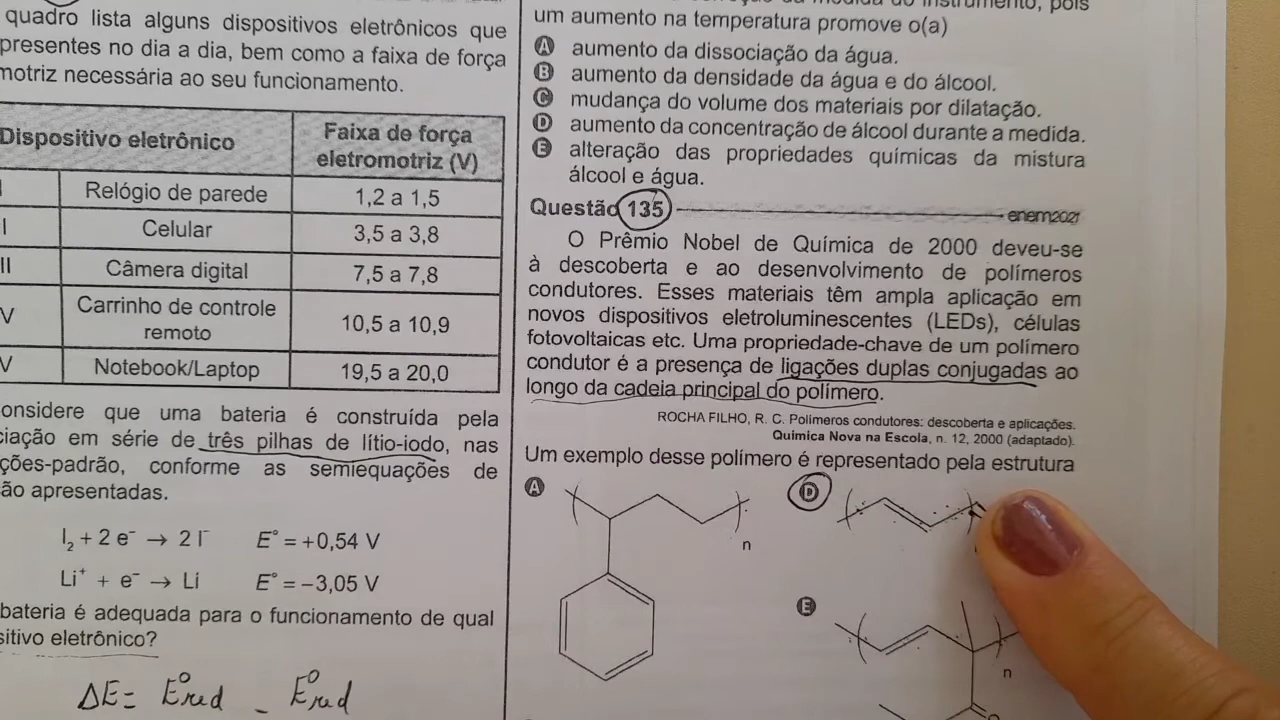 quadro lista alguns dispositivos eletrônicos que
presentes no dia a dia, bem como a faixa de força
motriz necessária ao seu funcionamento.
Dispositivo eletrônico
Faixa de força
eletromotriz (V)
I
Relógio de parede
1,2 a 1,5
I
Celular
3,5 a 3,8
II
Câmera digital
7,5 a 7,8
V
Carrinho de controle
remoto
10,5 a 10,9
V
Notebook/Laptop
19,5 a 20,0
onsidere que uma bateria é construída pela
ciação em série de três pilhas de lítio-iodo, nas
ções-padrão, conforme as semiequações de
ão apresentadas.
I₂ + 2 e⁻ → 2 I⁻ E° = +0,54 V
Li⁺ + e⁻ → Li E° = −3,05 V
bateria é adequada para o funcionamento de qual
sitivo eletrônico?
ΔE = E°red - E°red
instrumento, pois
um aumento na temperatura promove o(a)
A aumento da dissociação da água.
B aumento da densidade da água e do álcool.
C mudança do volume dos materiais por dilatação.
D aumento da concentração de álcool durante a medida.
E alteração das propriedades químicas da mistura
álcool e água.
Questão 135 enem2021
O Prêmio Nobel de Química de 2000 deveu-se
à descoberta e ao desenvolvimento de polímeros
condutores. Esses materiais têm ampla aplicação em
novos dispositivos eletroluminescentes (LEDs), células
fotovoltaicas etc. Uma propriedade-chave de um polímero
condutor é a presença de ligações duplas conjugadas ao
longo da cadeia principal do polímero.
ROCHA FILHO, R. C. Polímeros condutores: descoberta e aplicações.
Química Nova na Escola, n. 12, 2000 (adaptado).
Um exemplo desse polímero é representado pela estrutura
A
n
D
E
n
O